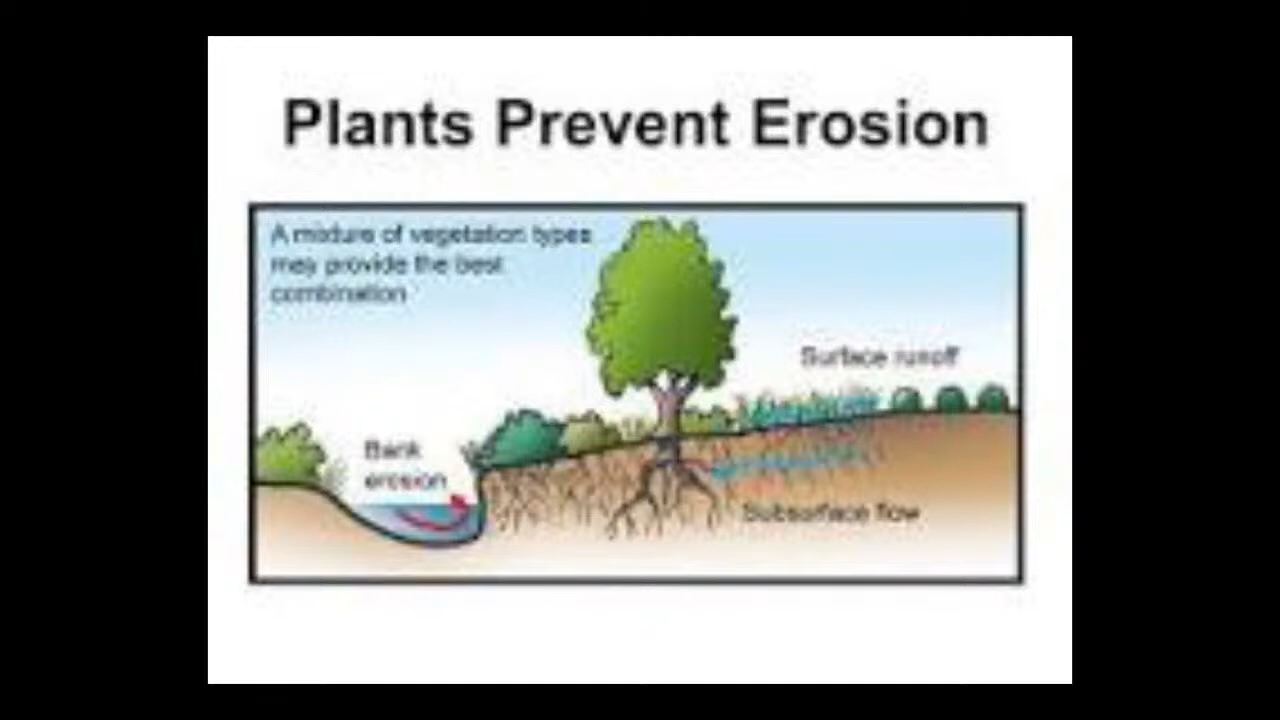 Plants Prevent Erosion
A mixture of vegetation types
may provide the best
combination
Surface runoff
Bank
erosion
Subsurface flow